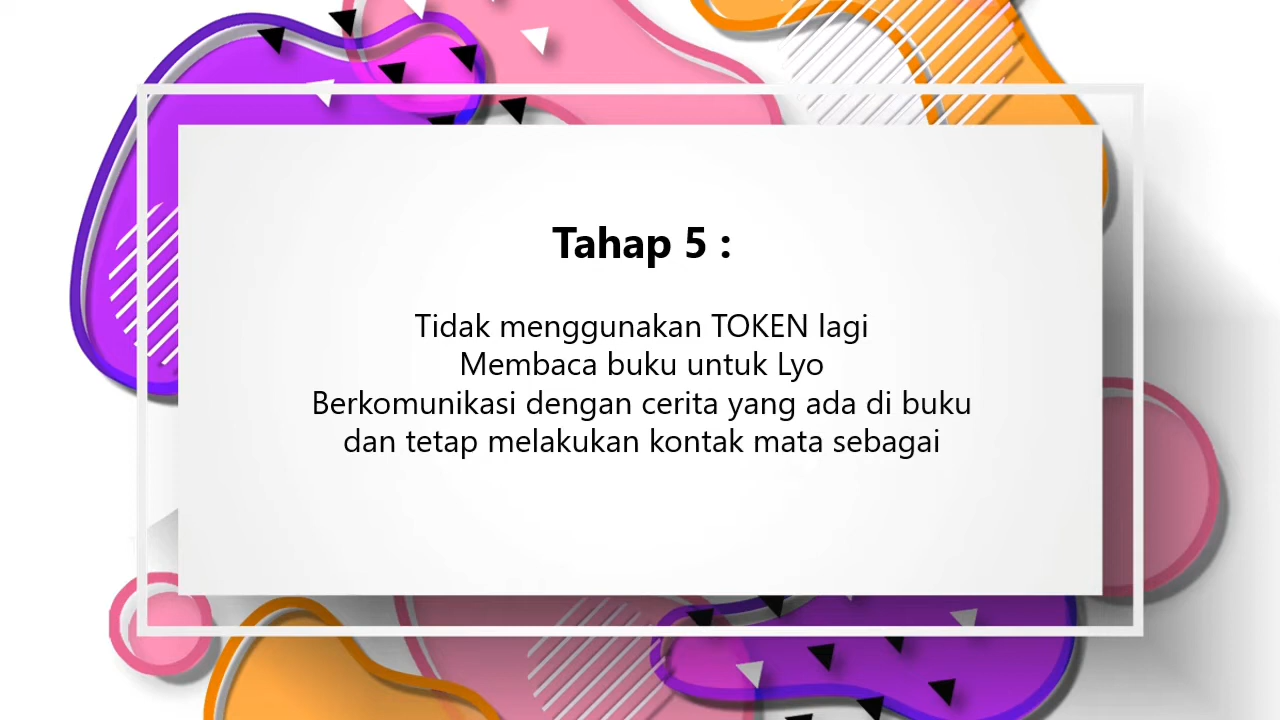 Tahap 5 :
Tidak menggunakan TOKEN lagi
Membaca buku untuk Lyo
Berkomunikasi dengan cerita yang ada di buku
dan tetap melakukan kontak mata sebagai